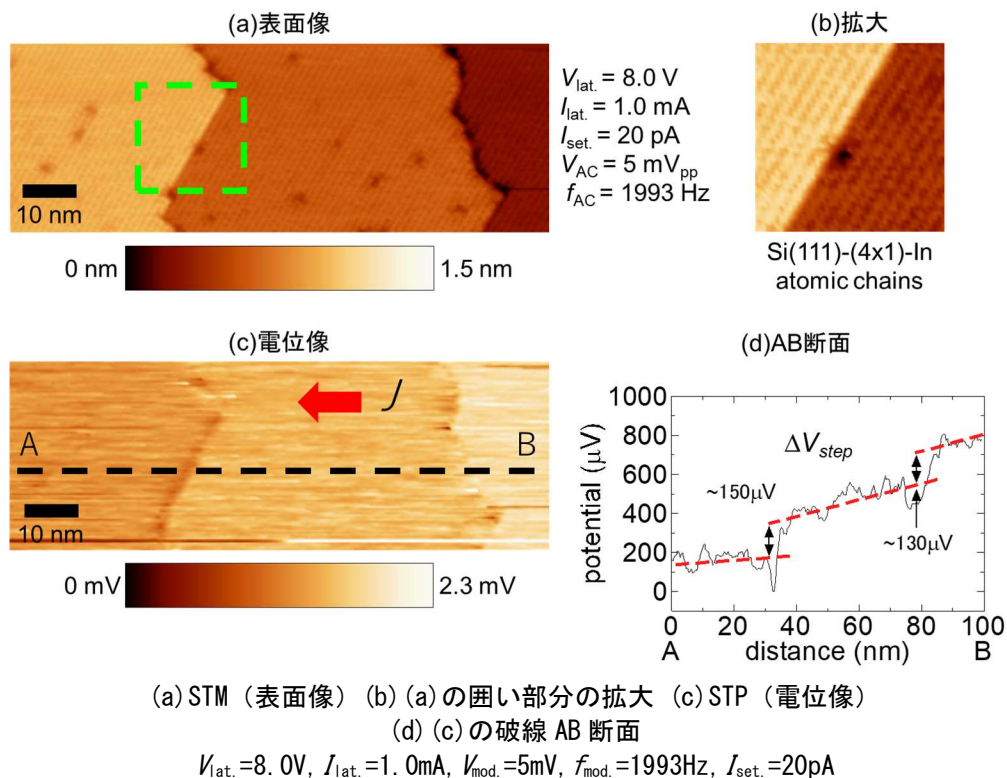 (a)表面像
(b)拡大
10 nm
0 nm
1.5 nm
V_lat. = 8.0 V
I_lat. = 1.0 mA
I_set. = 20 pA
V_AC = 5 mV_pp
f_AC = 1993 Hz
Si(111)-(4x1)-In
atomic chains
(c)電位像
J
A
B
10 nm
0 mV
2.3 mV
(d)AB断面
potential (μV)
1000
800
600
400
200
0
ΔV_step
~150μV
~130μV
0 20 40 60 80 100
A
distance (nm)
B
(a)STM（表面像）(b)(a)の囲い部分の拡大 (c)STP（電位像）
(d)(c)の破線 AB 断面
V_lat.=8.0V, I_lat.=1.0mA, V_mod.=5mV, f_mod.=1993Hz, I_set.=20pA